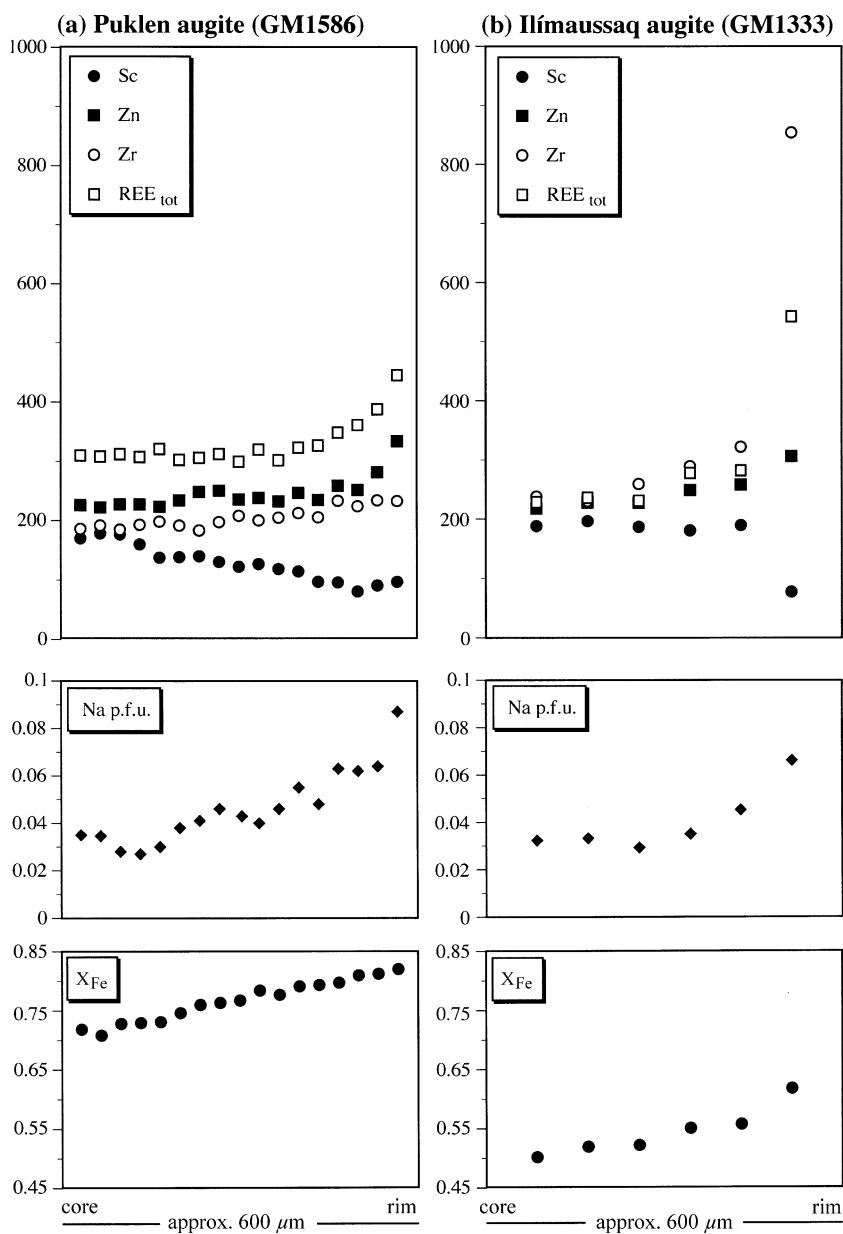 (a) Puklen augite (GM1586)
1000
800
600
400
200
0
Sc
Zn
Zr
REE tot
0.1
0.08
0.06
0.04
0.02
0
Na p.f.u.
0.85
0.75
0.65
0.55
0.45
XFe
core
rim
approx. 600 µm
(b) Ilímaussaq augite (GM1333)
1000
800
600
400
200
0
Sc
Zn
Zr
REE tot
0.1
0.08
0.06
0.04
0.02
0
Na p.f.u.
0.85
0.75
0.65
0.55
0.45
XFe
core
rim
approx. 600 µm